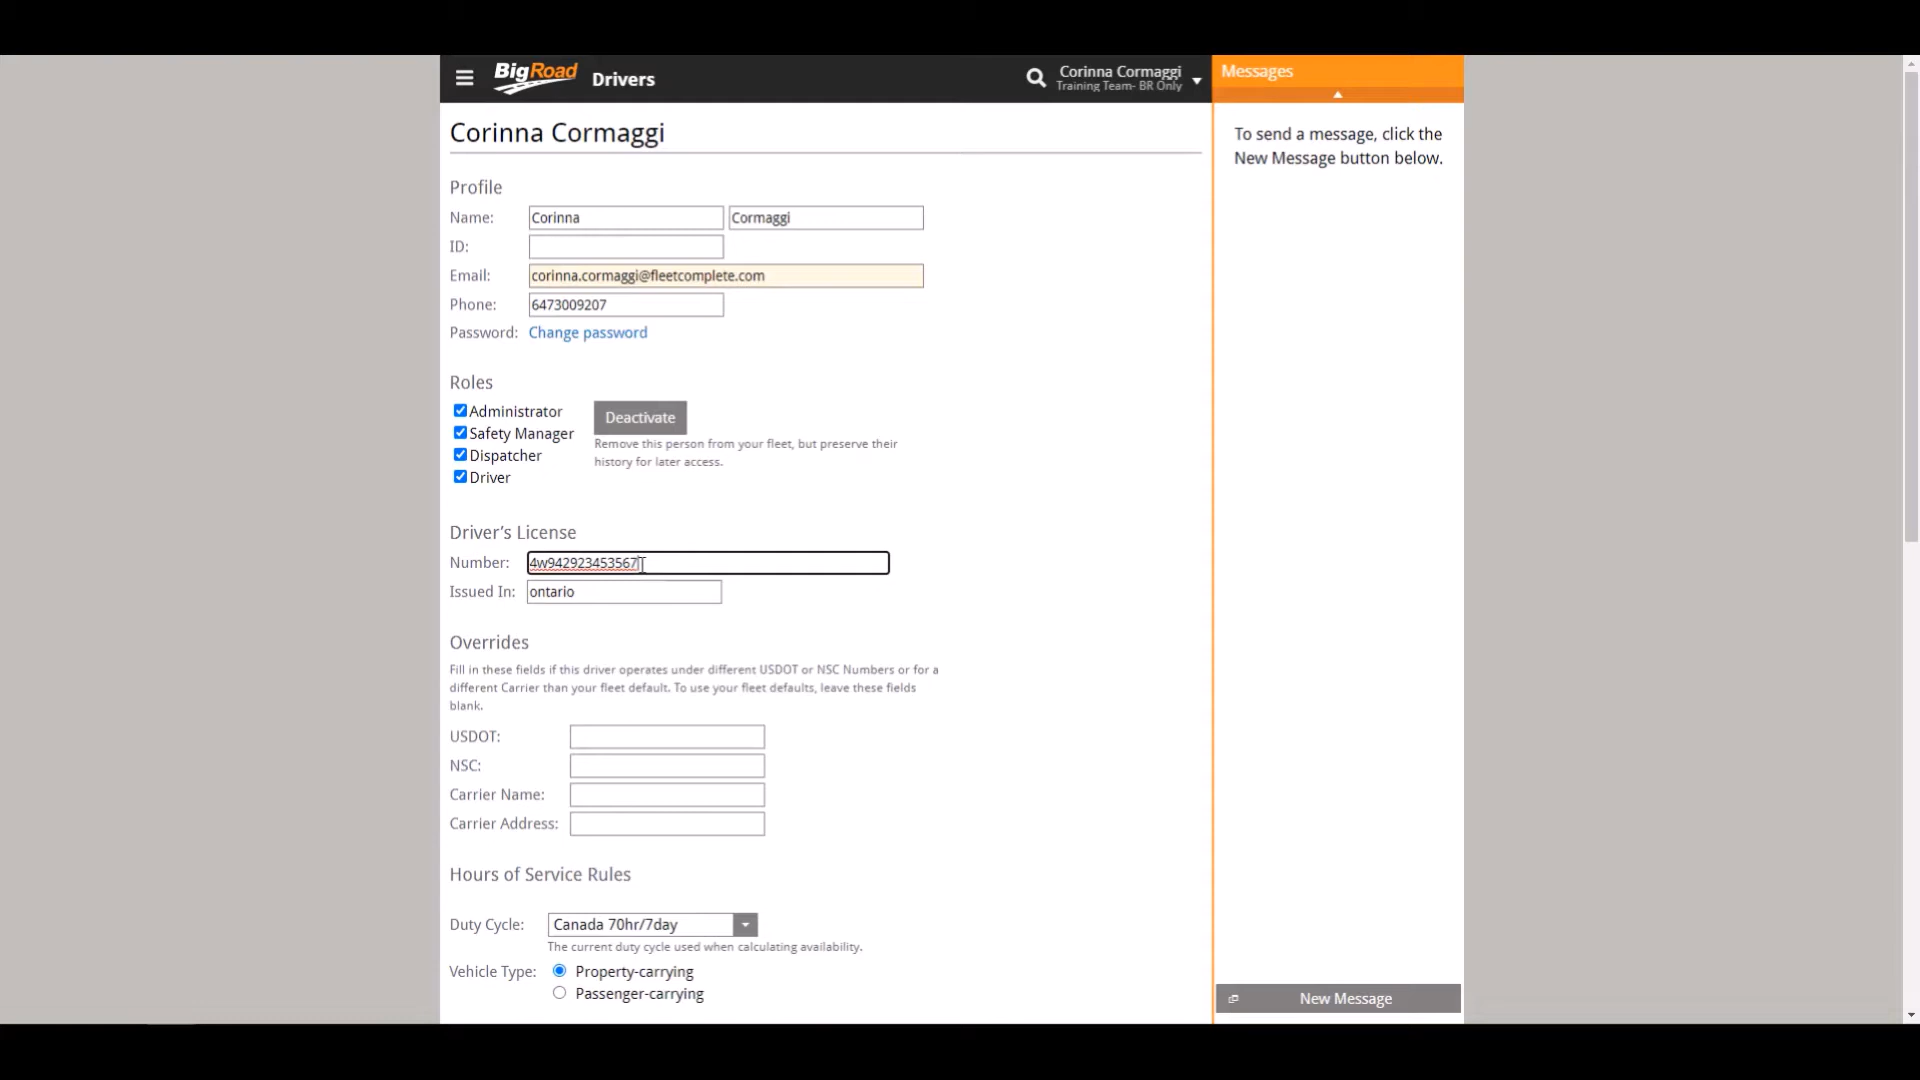 BigRoad Drivers
Corinna Cormaggi
Training Team- BR Only
Messages
Corinna Cormaggi
To send a message, click the
New Message button below.
Profile
Name: Corinna Cormaggi
ID:
Email: corinna.cormaggi@fleetcomplete.com
Phone: 6473009207
Password: Change password
Roles
Administrator
Safety Manager
Dispatcher
Driver
Deactivate
Remove this person from your fleet, but preserve their
history for later access.
Driver's License
Number: 4w942923453567
Issued In: ontario
Overrides
Fill in these fields if this driver operates under different USDOT or NSC Numbers or for a
different Carrier than your fleet default. To use your fleet defaults, leave these fields
blank.
USDOT:
NSC:
Carrier Name:
Carrier Address:
Hours of Service Rules
Duty Cycle: Canada 70hr/7day
The current duty cycle used when calculating availability.
Vehicle Type: Property-carrying
Passenger-carrying
New Message